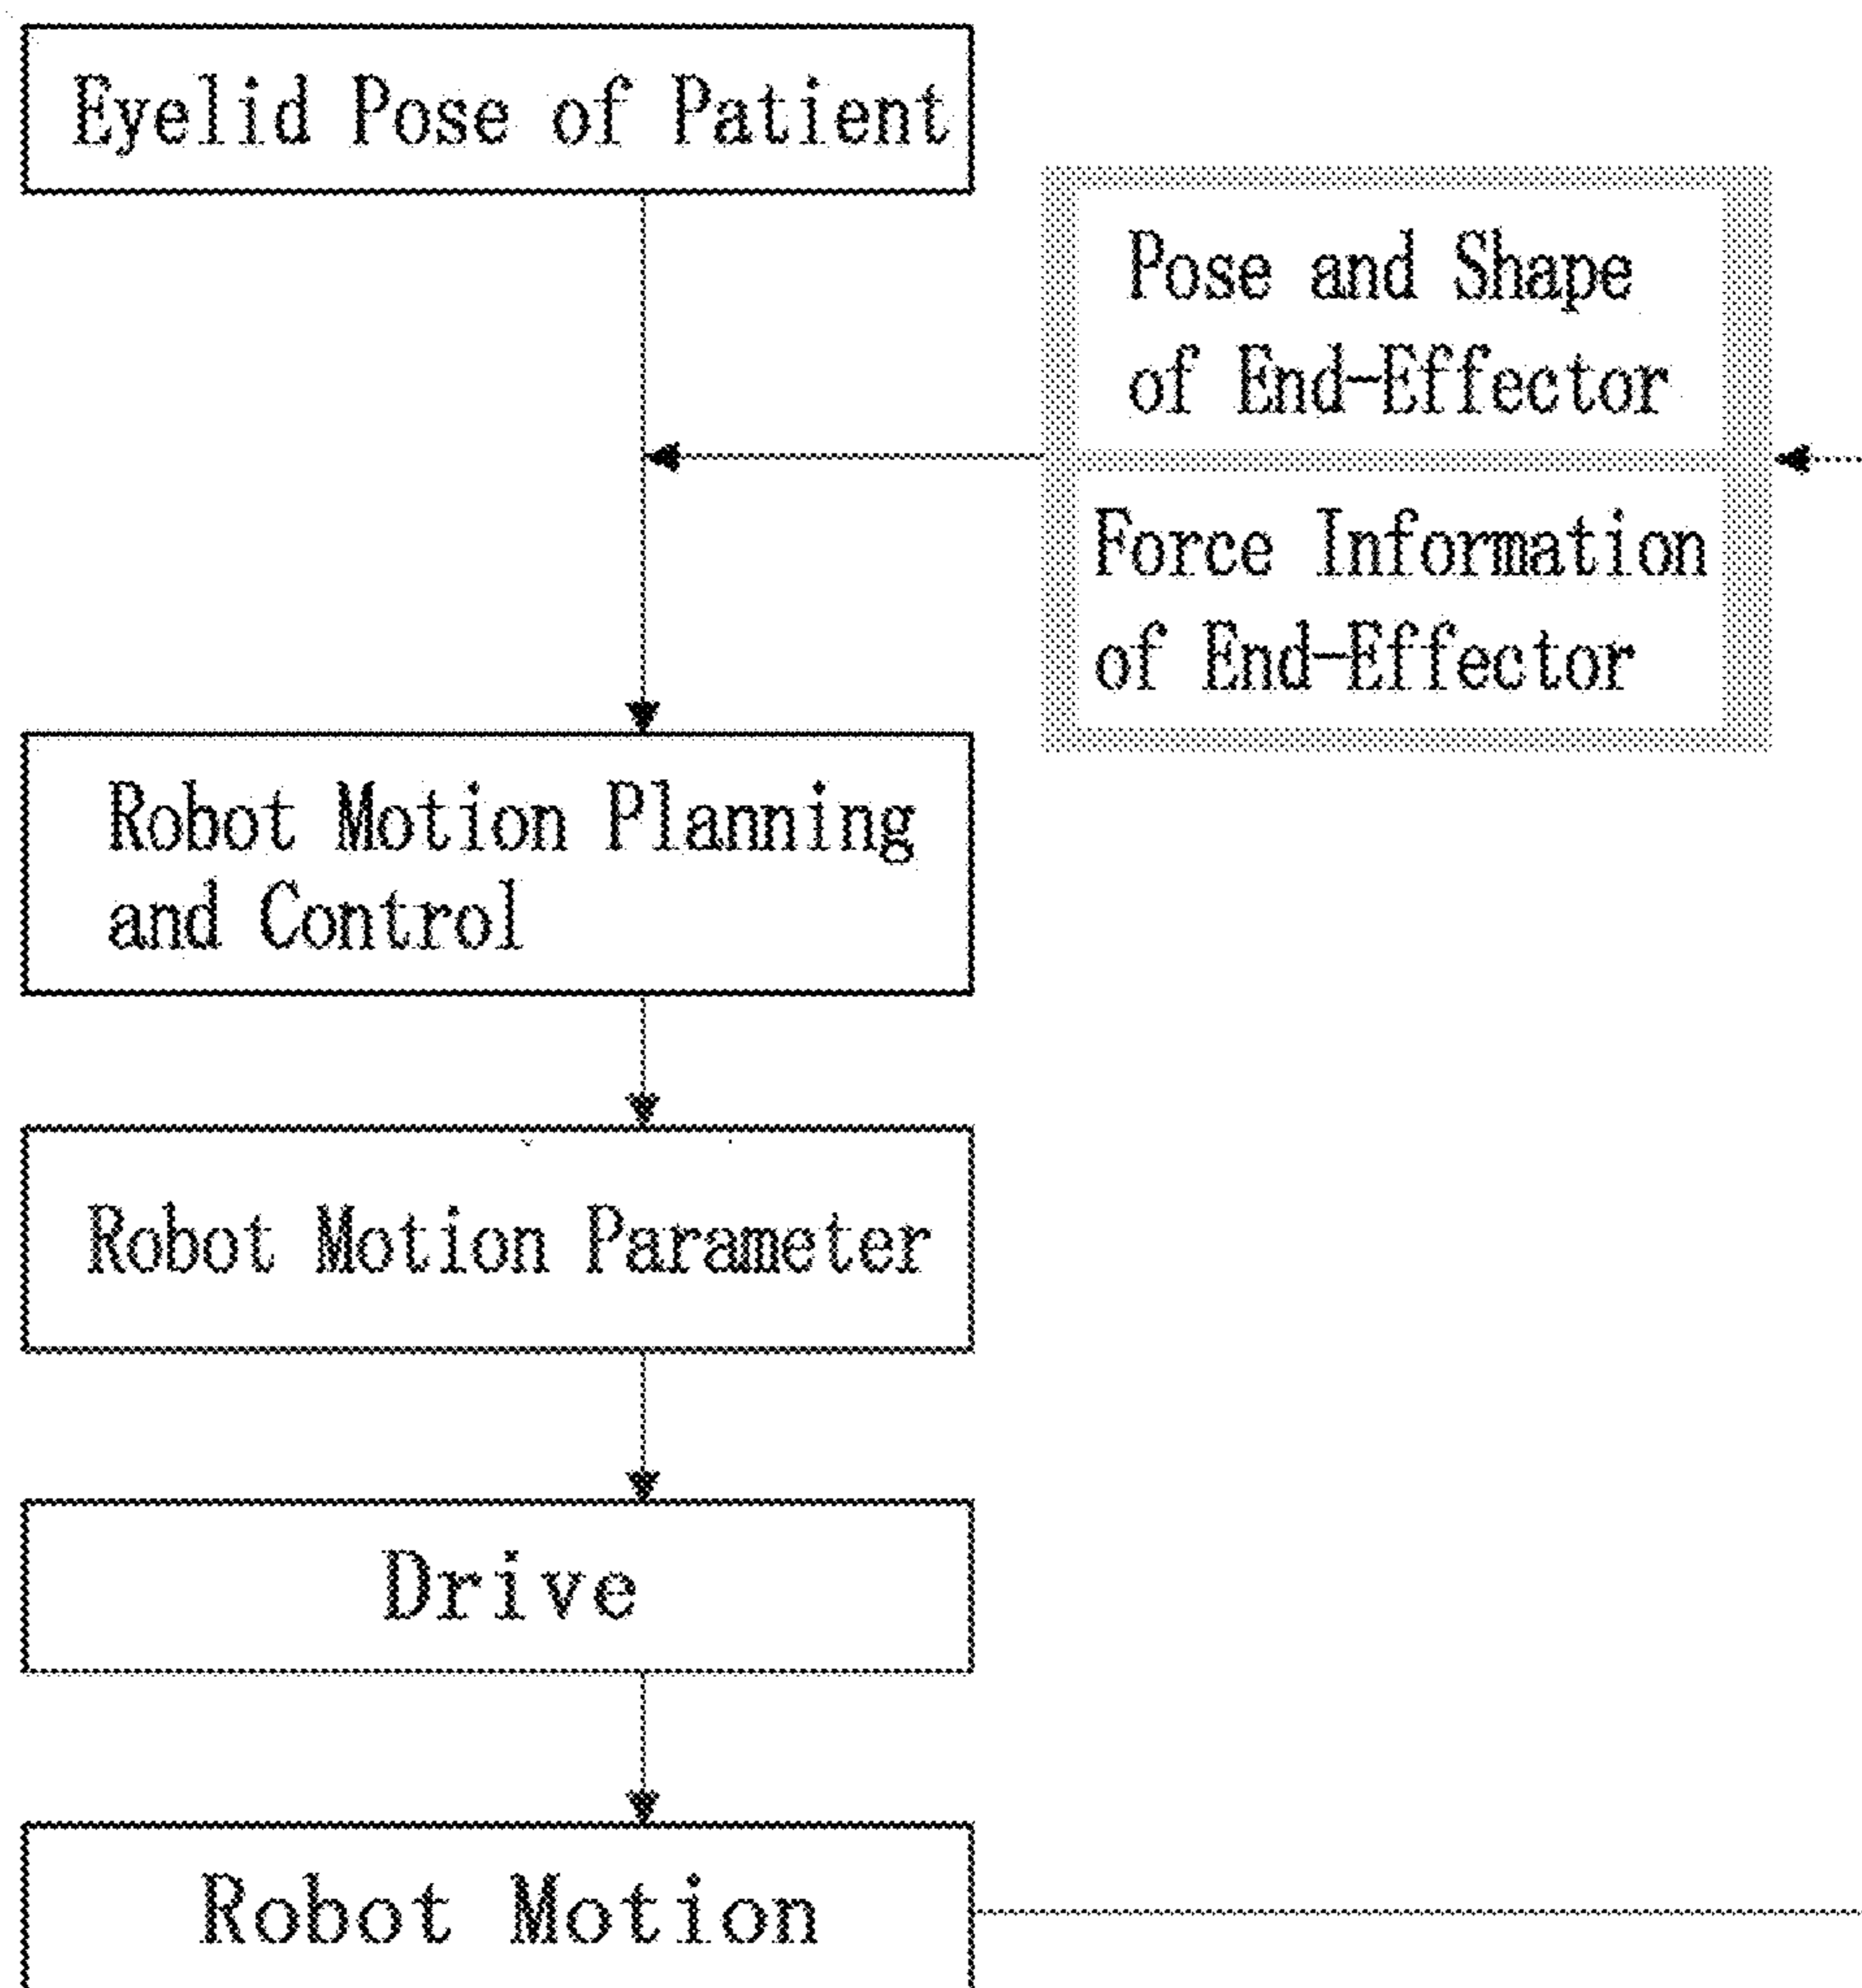 Eyelid Pose of Patient
Pose and Shape
of End-Effector
Force Information
of End-Effector
Robot Motion Planning
and Control
Robot Motion Parameter
Drive
Robot Motion